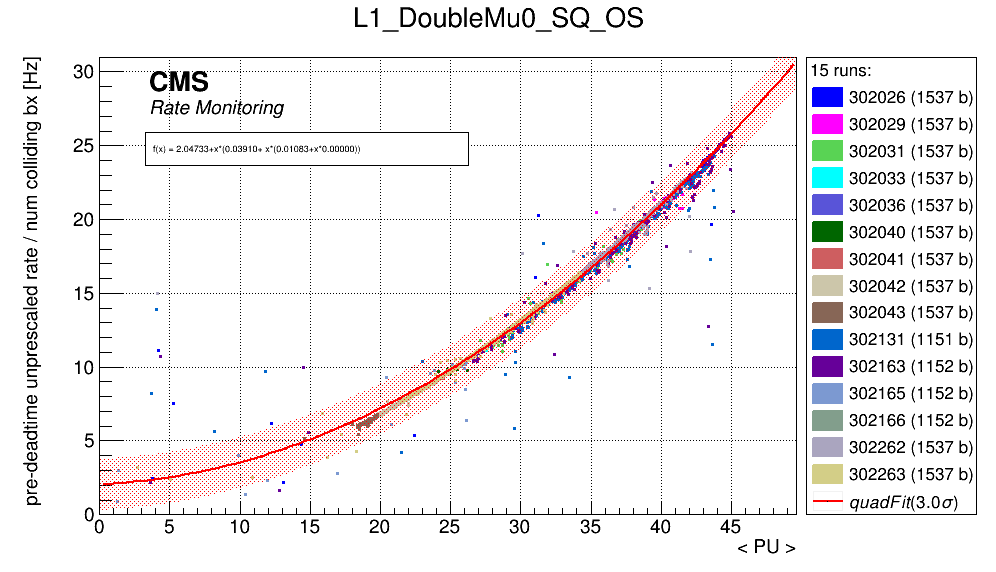 L1_DoubleMu0_SQ_OS
pre-deadtime unprescaled rate / num colliding bx [Hz]
CMS
Rate Monitoring
f(x) = 2.04733+x*(0.03910+ x*(0.01083+x*0.00000))
30
25
20
15
10
5
0
0 5 10 15 20 25 30 35 40 45
< PU >
15 runs:
302026 (1537 b)
302029 (1537 b)
302031 (1537 b)
302033 (1537 b)
302036 (1537 b)
302040 (1537 b)
302041 (1537 b)
302042 (1537 b)
302043 (1537 b)
302131 (1151 b)
302163 (1152 b)
302165 (1152 b)
302166 (1152 b)
302262 (1537 b)
302263 (1537 b)
quadFit(3.0σ)